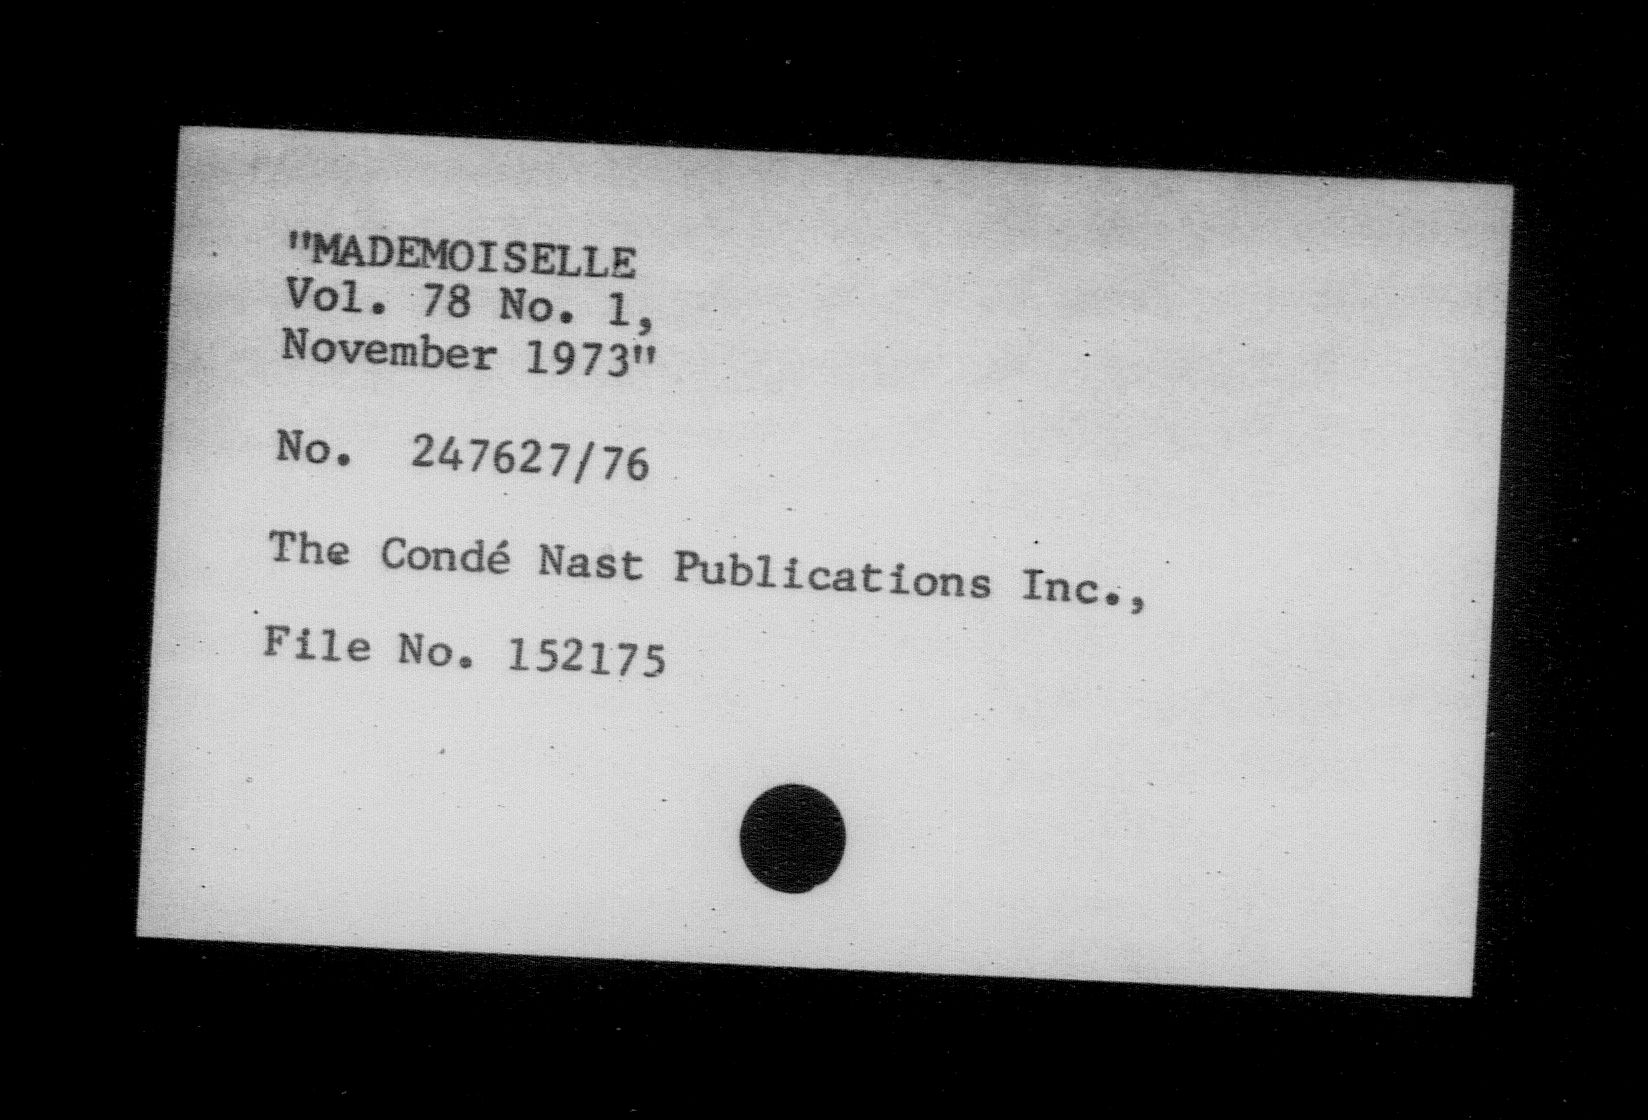 "MADEMOISELLE
Vol. 78 No. 1,
November 1973"
No. 247627/76
The Condé Nast Publications Inc.,
File No. 152175